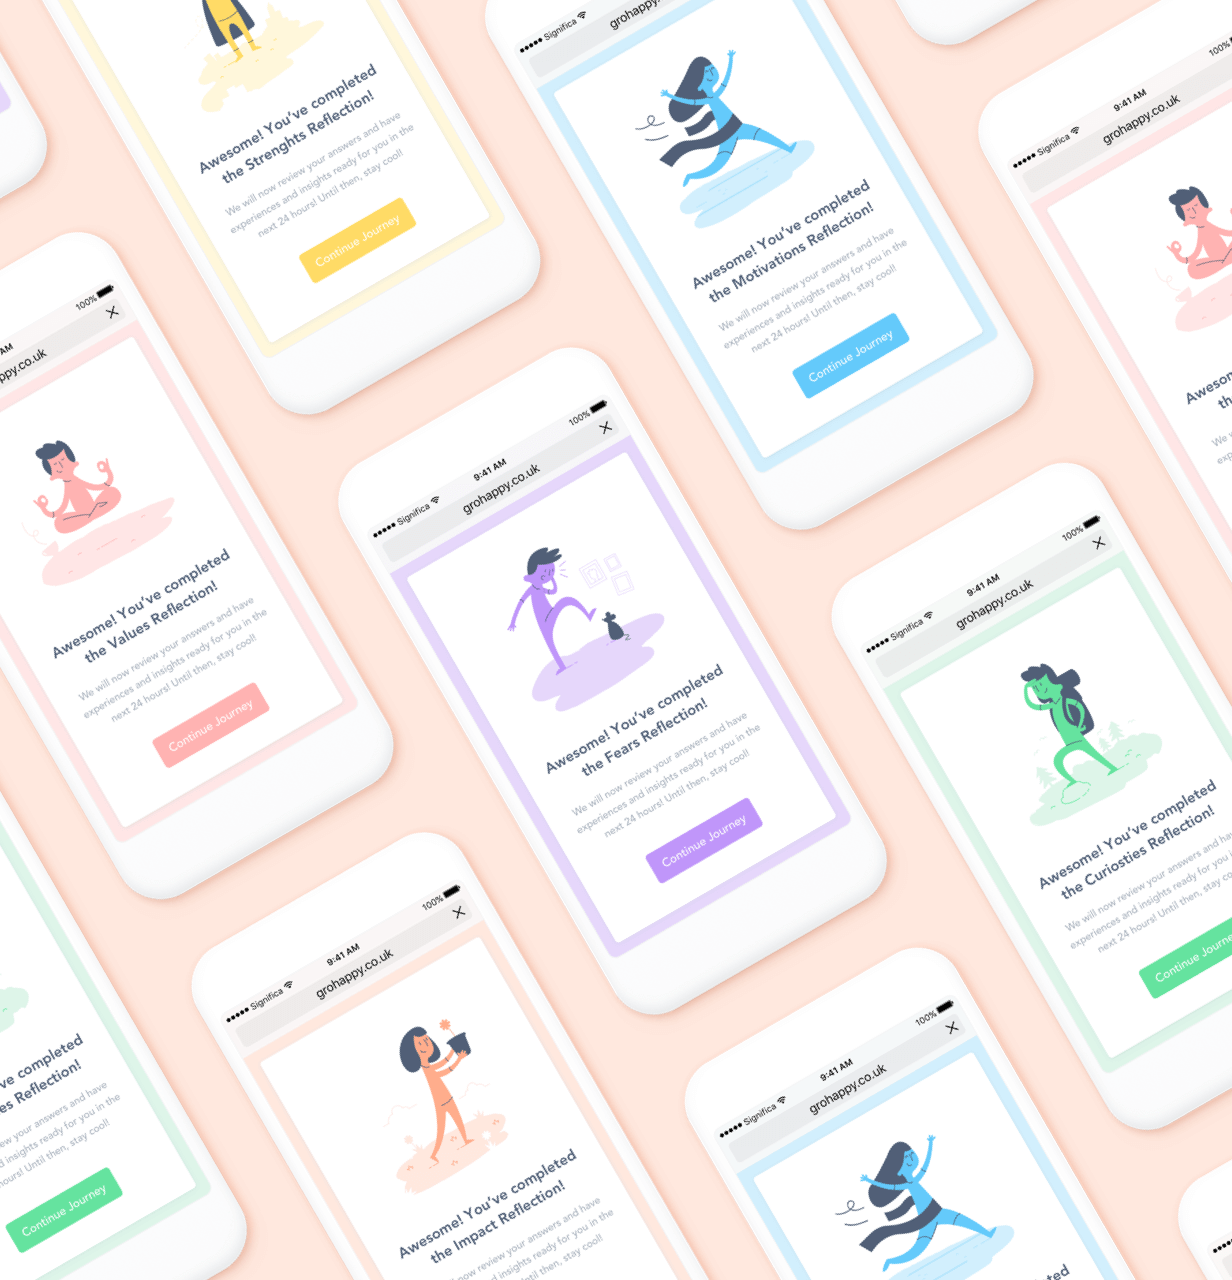 Awesome! You've completed
the Strenghts Reflection!
We will now review your answers and have
experiences and insights ready for you in the
next 24 hours! Until then, stay cool!
Continue Journey
Significa
grohappy.co.uk
Awesome! You've completed
the Motivations Reflection!
We will now review your answers and have
experiences and insights ready for you in the
next 24 hours! Until then, stay cool!
Continue Journey
Significa 9:41 AM 100%
grohappy.co.uk
100%
Awesome! You've completed
the Values Reflection!
We will now review your answers and have
experiences and insights ready for you in the
next 24 hours! Until then, stay cool!
Continue Journey
Significa 9:41 AM 100%
grohappy.co.uk
Awesome! You've completed
the Fears Reflection!
We will now review your answers and have
experiences and insights ready for you in the
next 24 hours! Until then, stay cool!
Continue Journey
Significa 9:41 AM 100%
grohappy.co.uk
Awesome! You've completed
the Curiosties Reflection!
We will now review your answers and
experiences and insights ready for you
next 24 hours! Until then, stay
Continue
completed
Reflection!
your answers and have
insights ready for you in the
Until then, stay cool!
Continue Journey
Significa 9:41 AM 100%
grohappy.co.uk
Awesome! You've completed
the Impact Reflection!
We will now review your answers and have
experiences and insights ready for you in the
next 24 hours! Until then, stay cool!
Significa 9:41 AM 100%
grohappy.co.uk